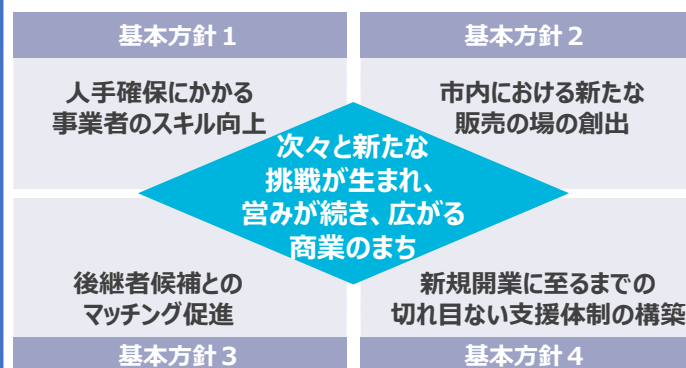 基本方針１
基本方針２
人手確保にかかる
事業者のスキル向上
市内における新たな
販売の場の創出
次々と新たな
挑戦が生まれ、
営みが続き、広がる
商業のまち
後継者候補との
マッチング促進
新規開業に至るまでの
切れ目ない支援体制の構築
基本方針３
基本方針４